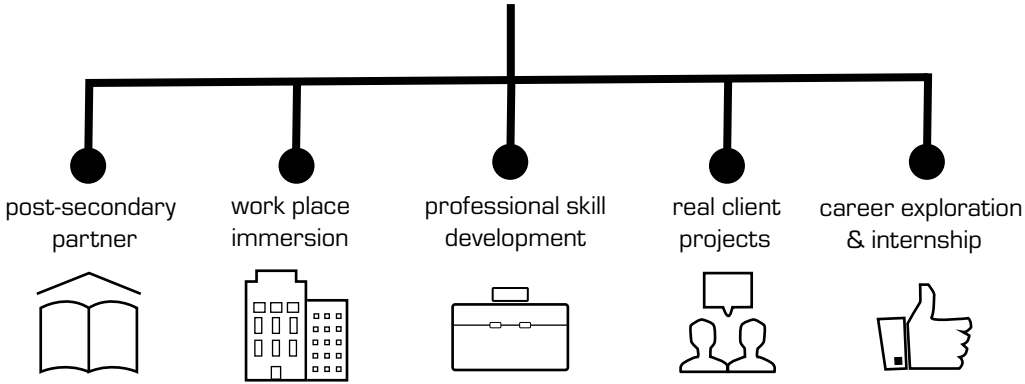 post-secondary
partner
work place
immersion
professional skill
development
real client
projects
career exploration
& internship